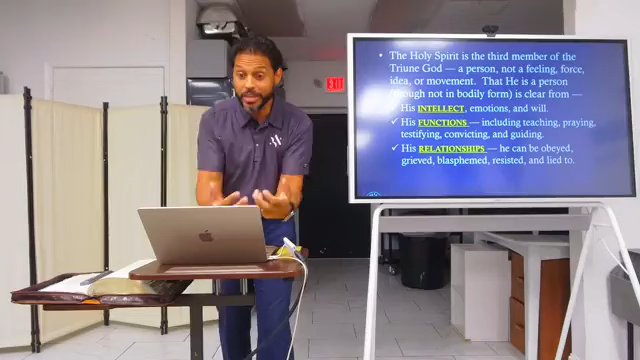 • The Holy Spirit is the third member of the
Triune God — a person, not a feeling, force,
idea, or movement. That He is a person
(though not in bodily form) is clear from —
✓ His INTELLECT, emotions, and will.
✓ His FUNCTIONS — including teaching, praying,
testifying, convicting, and guiding.
✓ His RELATIONSHIPS — he can be obeyed,
grieved, blasphemed, resisted, and lied to.
EXIT